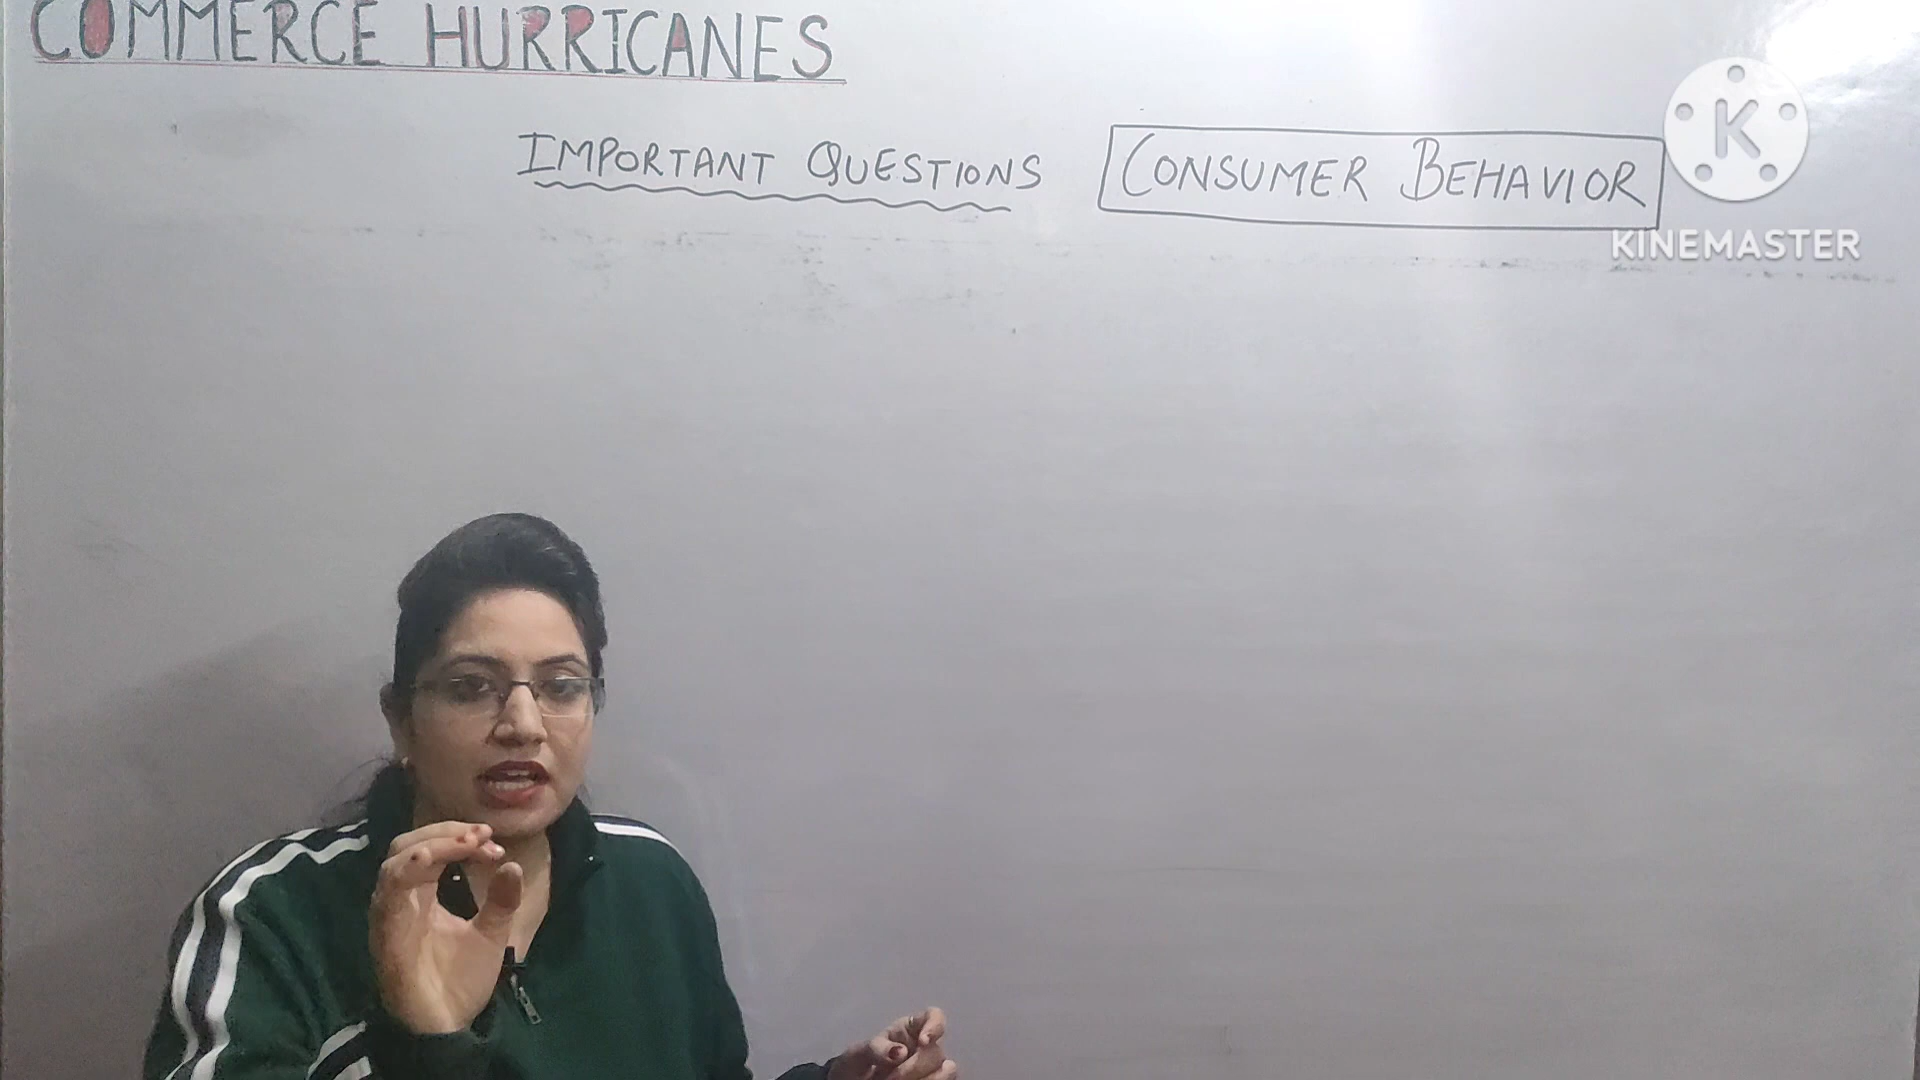 COMMERCE HURRICANES
IMPORTANT QUESTIONS
CONSUMER BEHAVIOR
K
KINEMASTER